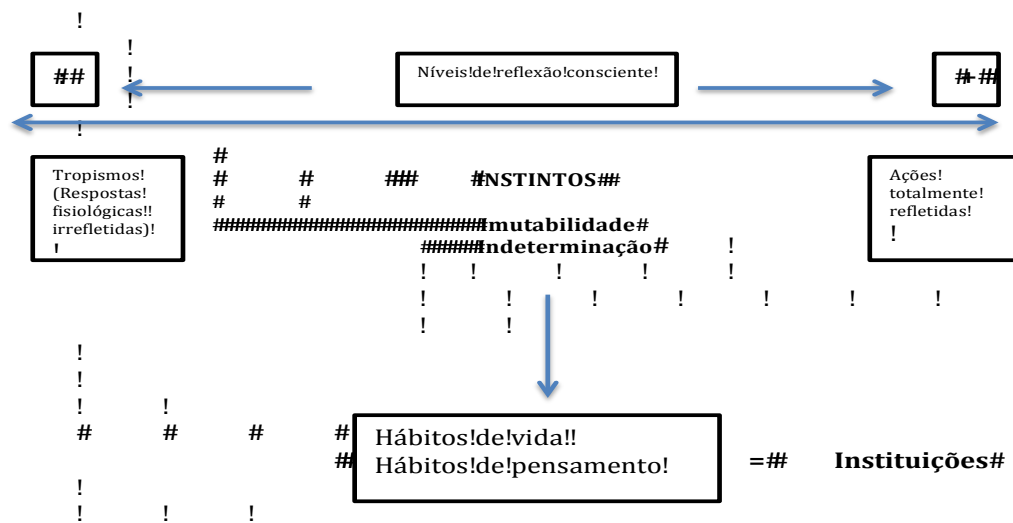 !
!
##
!
Níveis!de!reflexão!consciente!
#+-##
!
!
Tropismos!
(Respostas!
fisiológicas!!
irrefletidas)!
!
#
# # ### #INSTINTOS##
# #
Imutabilidade#
Indeterminação# !
Ações!
totalmente!
refletidas!
!
! ! ! ! !
! ! ! ! ! ! !
! !
!
!
! !
# # # #
##
Hábitos!de!vida!!
Hábitos!de!pensamento!
=## Instituições#
!
! ! !